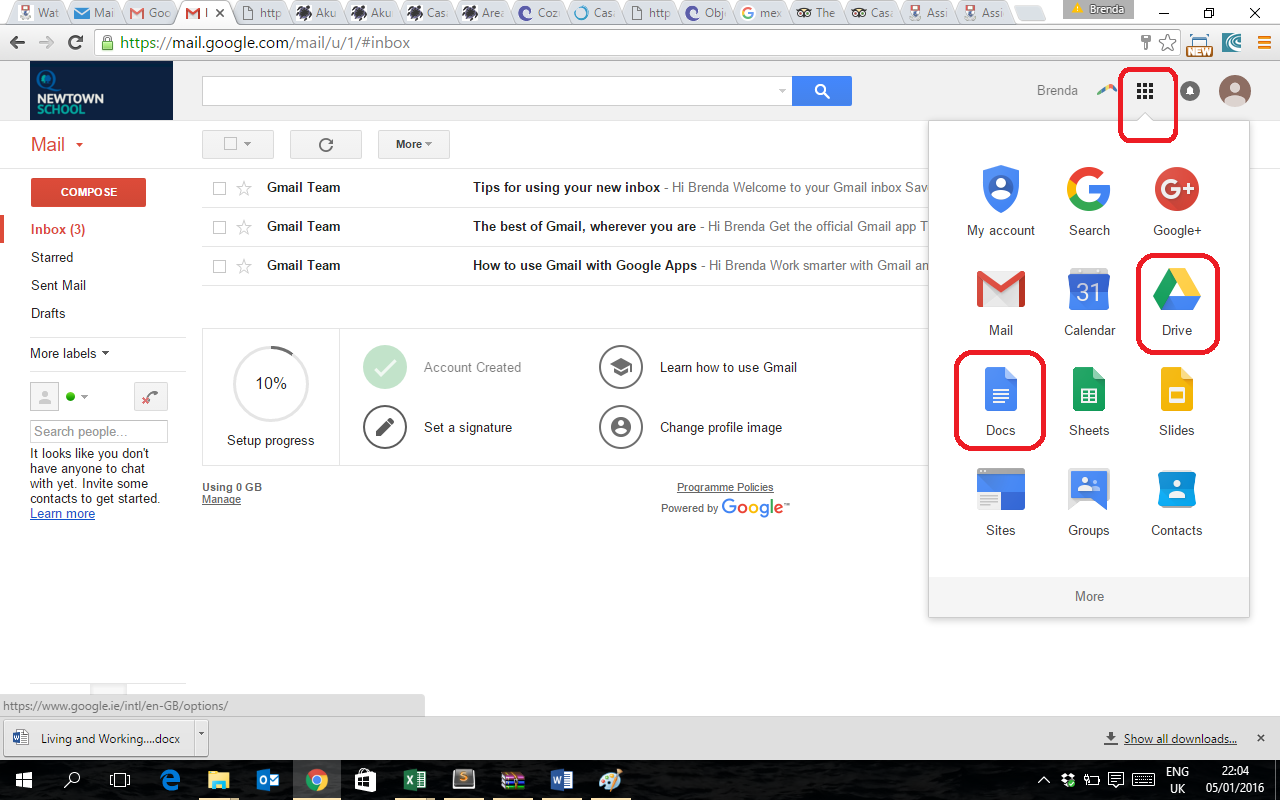 Wat
Mai
Goo
M I
http
Aku
Aku
Cas
Area
Coz
Casa
http
Obj
mex
The
Casa
Assi
Assi
Brenda
https://mail.google.com/mail/u/1/#inbox
NEW
NEWTOWN
SCHOOL
Brenda
Mail
More
COMPOSE
Gmail Team Tips for using your new inbox - Hi Brenda Welcome to your Gmail inbox Sav
Inbox (3)
Gmail Team The best of Gmail, wherever you are - Hi Brenda Get the official Gmail app T
Starred
Gmail Team How to use Gmail with Google Apps - Hi Brenda Work smarter with Gmail an
Sent Mail
Drafts
More labels
Search people...
It looks like you don't
have anyone to chat
with yet. Invite some
contacts to get started.
Learn more
10%
Setup progress
Account Created
Learn how to use Gmail
Set a signature
Change profile image
Using 0 GB
Manage
Programme Policies
Powered by Google™
My account Search Google+
31
Mail Calendar Drive
Docs Sheets Slides
Sites Groups Contacts
More
https://www.google.ie/intl/en-GB/options/
Living and Working....docx
Show all downloads...
ENG
UK
22:04
05/01/2016